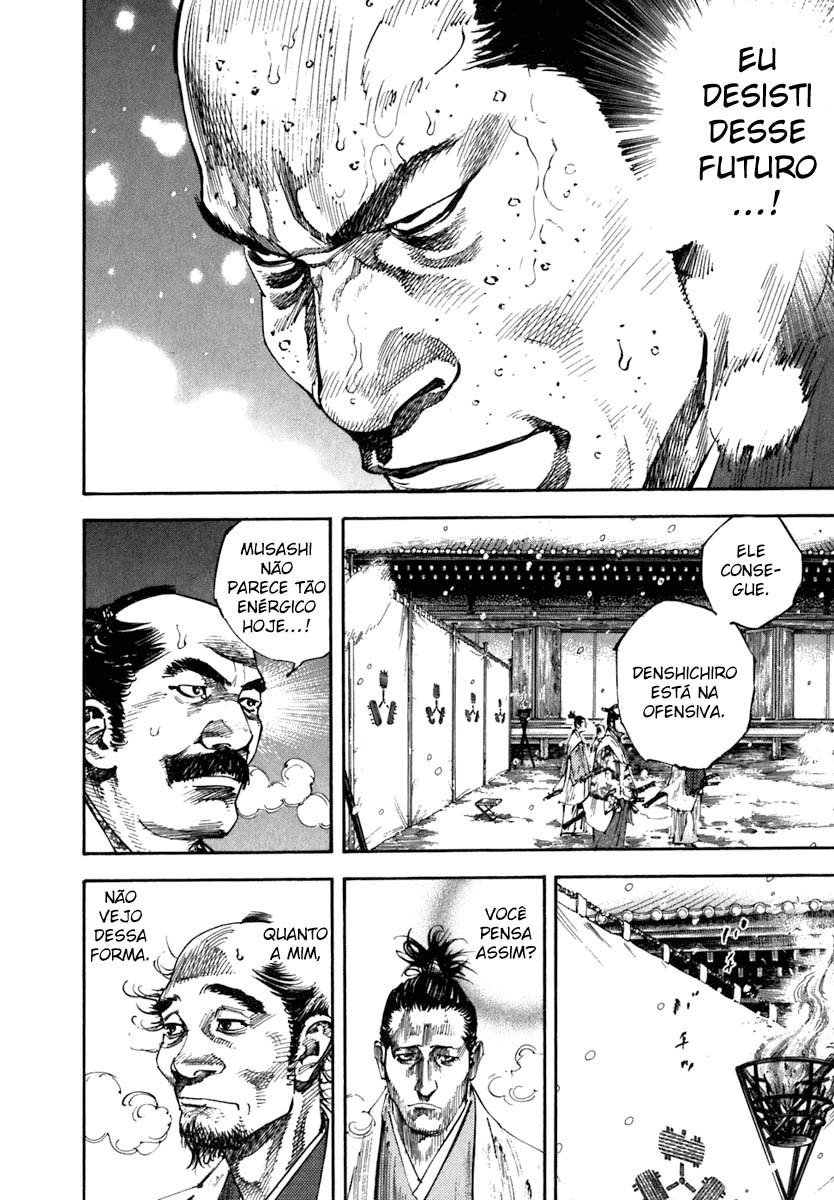 EU
DESISTI
DESSE
FUTURO
...!
ELE
CONSE-
GUE.
DENSHICHIRO
ESTÁ NA
OFENSIVA.
MUSASHI
NÃO
PARECE TÃO
ENÉRGICO
HOJE...!
VOCÊ
PENSA
ASSIM?
QUANTO
A MIM,
NÃO
VEJO
DESSA
FORMA.